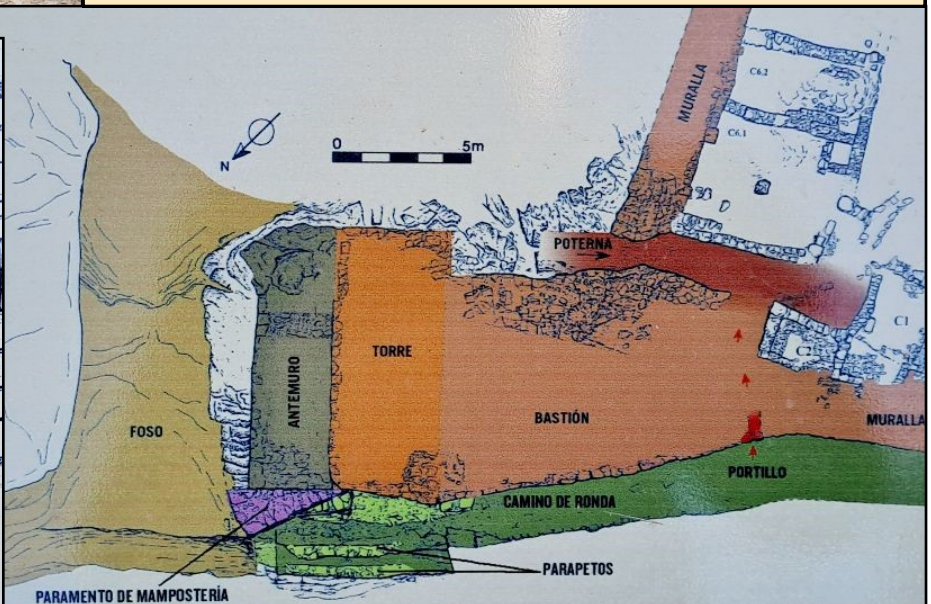 MURALLA
C6.2
C6.1
N
0
5m
POTERNA
C1
C2
TORRE
ANTEMURO
BASTIÓN
MURALLA
FOSO
PORTILLO
CAMINO DE RONDA
PARAPETOS
PARAMENTO DE MAMPOSTERÍA